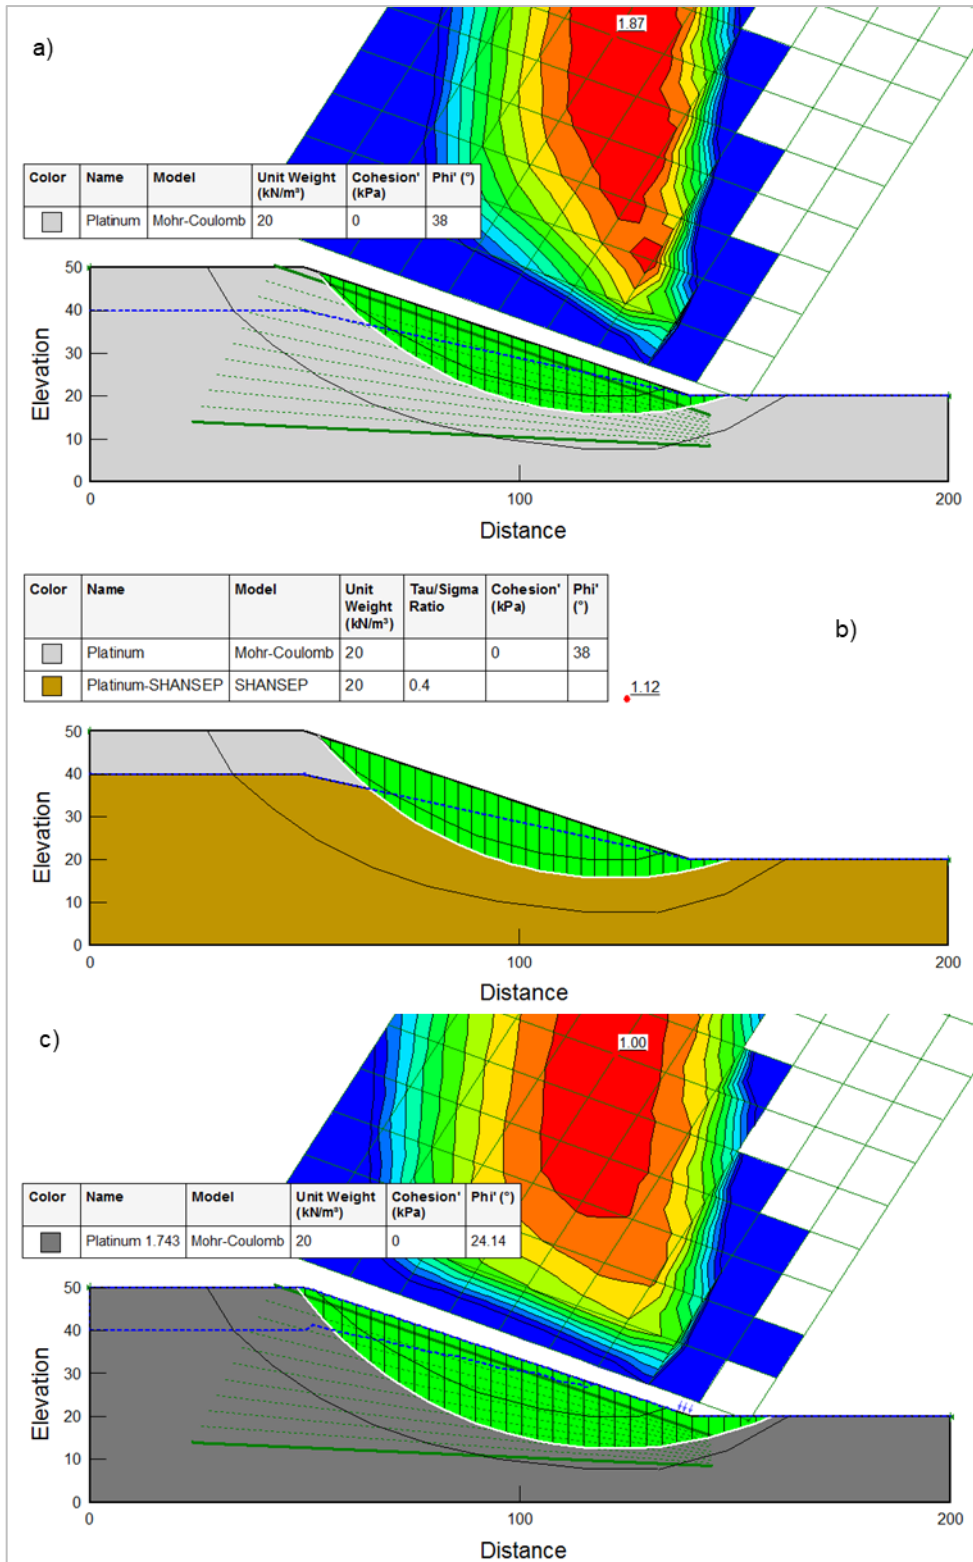 a)
1.87
Color Name Model Unit Weight (kN/m³) Cohesion' (kPa) Phi' (°)
Platinum Mohr-Coulomb 20 0 38
50
40
30
20
10
0
Elevation
0 100 200
Distance
Color Name Model Unit Weight (kN/m³) Tau/Sigma Ratio Cohesion' (kPa) Phi' (°)
Platinum Mohr-Coulomb 20 0 38
Platinum-SHANSEP SHANSEP 20 0.4
b)
1.12
50
40
30
20
10
0
Elevation
0 100 200
Distance
c)
1.00
Color Name Model Unit Weight (kN/m³) Cohesion' (kPa) Phi' (°)
Platinum 1.743 Mohr-Coulomb 20 0 24.14
50
40
30
20
10
0
Elevation
0 100 200
Distance